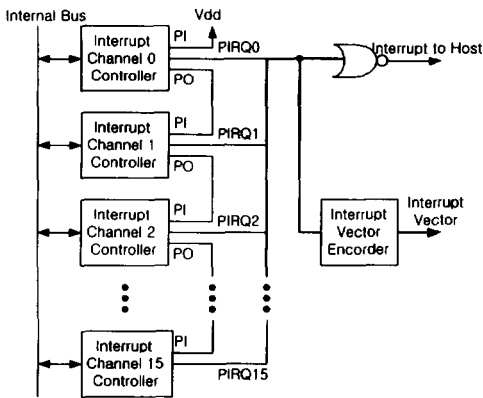 Internal Bus
Vdd
Interrupt
Channel 0
Controller
PI
PIRQ0
PO
Interrupt to Host
Interrupt
Channel 1
Controller
PI
PIRQ1
PO
Interrupt
Channel 2
Controller
PI
PIRQ2
PO
Interrupt
Vector
Encorder
Interrupt
Vector
Interrupt
Channel 15
Controller
PI
PIRQ15